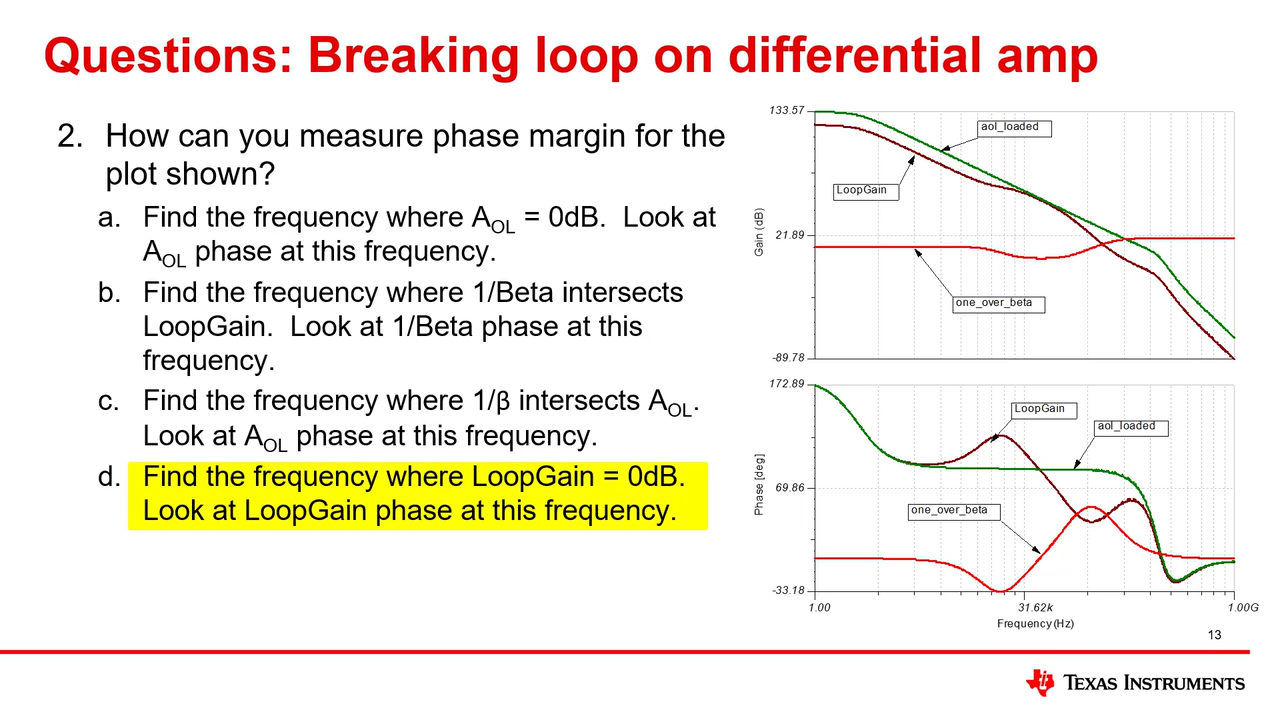 Questions: Breaking loop on differential amp
2. How can you measure phase margin for the
plot shown?
a. Find the frequency where AOL = 0dB. Look at
AOL phase at this frequency.
b. Find the frequency where 1/Beta intersects
LoopGain. Look at 1/Beta phase at this
frequency.
c. Find the frequency where 1/β intersects AOL.
Look at AOL phase at this frequency.
d. Find the frequency where LoopGain = 0dB.
Look at LoopGain phase at this frequency.
133.57
aol_loaded
LoopGain
Gain (dB)
21.89
one_over_beta
-89.78
172.89
LoopGain
aol_loaded
Phase [deg]
69.86
one_over_beta
-33.18
1.00
31.62k
1.00G
Frequency (Hz)
13
TEXAS INSTRUMENTS